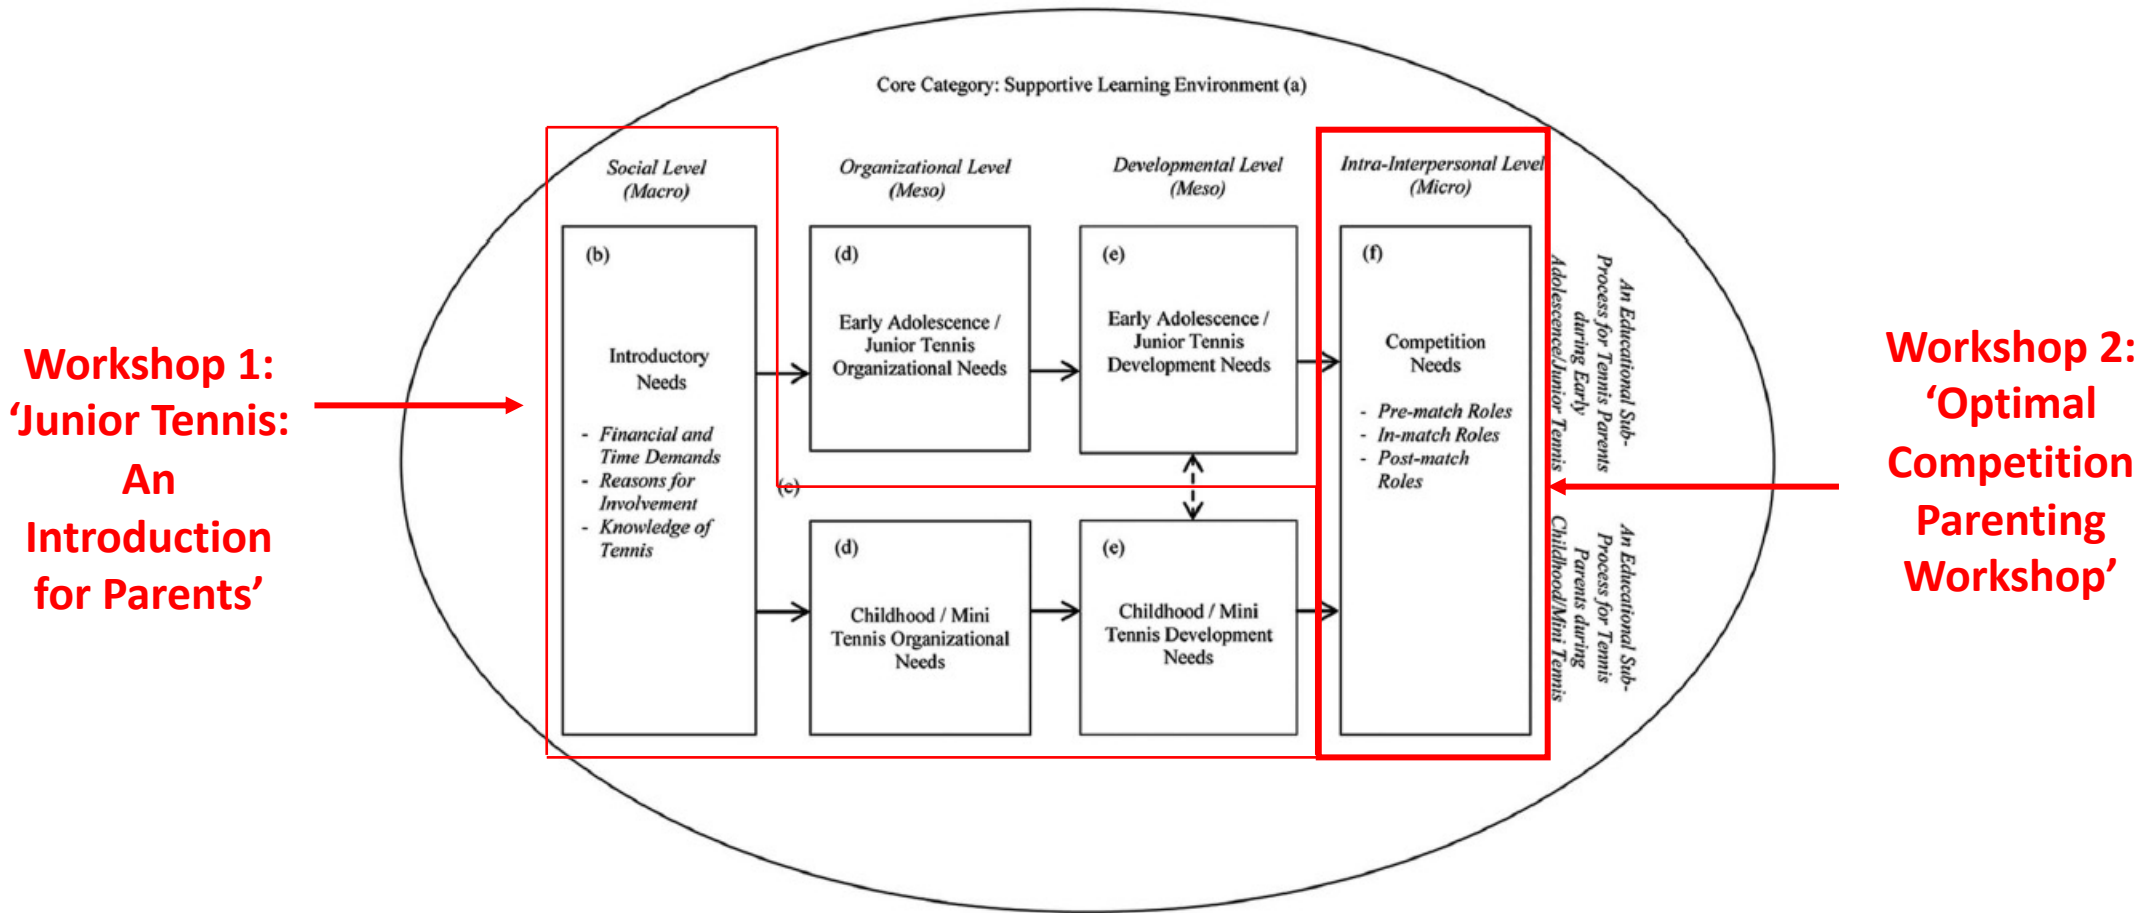 Core Category: Supportive Learning Environment (a)
Social Level
(Macro)
Organizational Level
(Meso)
Developmental Level
(Meso)
Intra-Interpersonal Level
(Micro)
Workshop 1:
‘Junior Tennis:
An
Introduction
for Parents’
(b)
Introductory
Needs
- Financial and
Time Demands
- Reasons for
Involvement
- Knowledge of
Tennis
(c)
(d)
Early Adolescence /
Junior Tennis
Organizational Needs
(e)
Early Adolescence /
Junior Tennis
Development Needs
(d)
Childhood / Mini
Tennis Organizational
Needs
(e)
Childhood / Mini
Tennis Development
Needs
(f)
Competition
Needs
- Pre-match Roles
- In-match Roles
- Post-match
Roles
An Educational Sub-
Process for Tennis Parents
during Early
Adolescence/Junior Tennis
An Educational Sub-
Process for Tennis
Parents during
Childhood/Mini Tennis
Workshop 2:
‘Optimal
Competition
Parenting
Workshop’